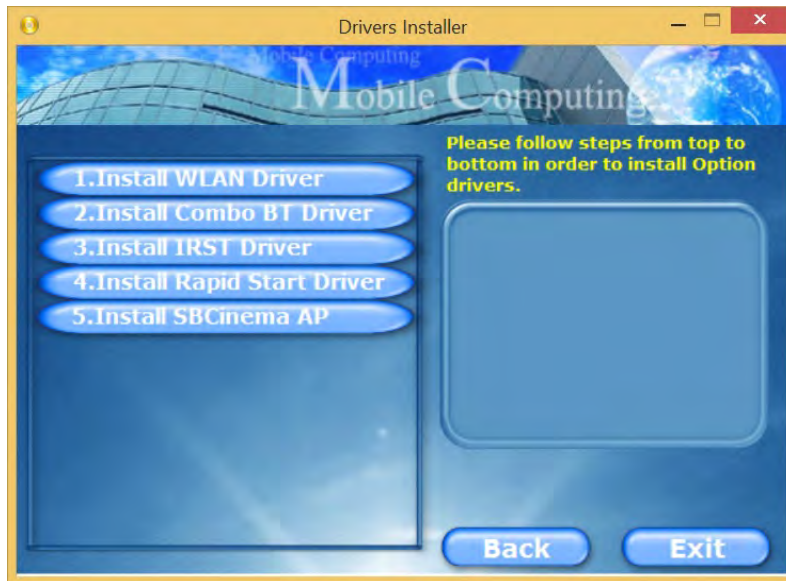 Drivers Installer
Mobile Computing
Mobile Computing
Please follow steps from top to
bottom in order to install Option
drivers.
1.Install WLAN Driver
2.Install Combo BT Driver
3.Install IRST Driver
4.Install Rapid Start Driver
5.Install SBCinema AP
Back
Exit